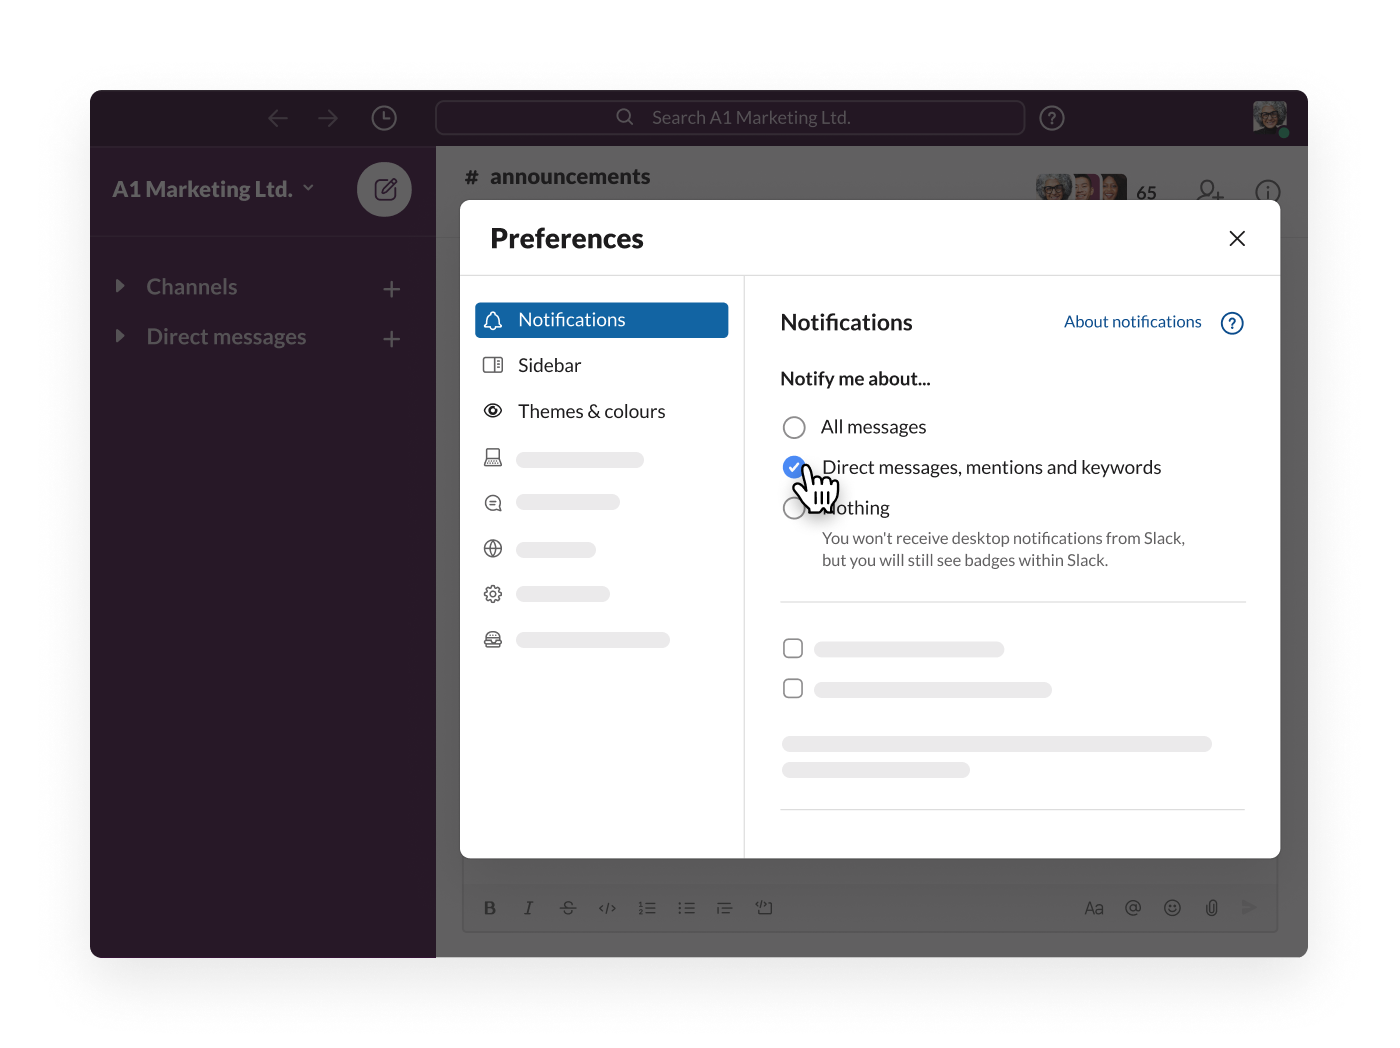 Search A1 Marketing Ltd.
A1 Marketing Ltd.
# announcements
65
Channels
Direct messages
Preferences
Notifications
Sidebar
Themes & colours
Notifications
About notifications
Notify me about...
All messages
Direct messages, mentions and keywords
othing
You won't receive desktop notifications from Slack,
but you will still see badges within Slack.
B I S </>
Aa @